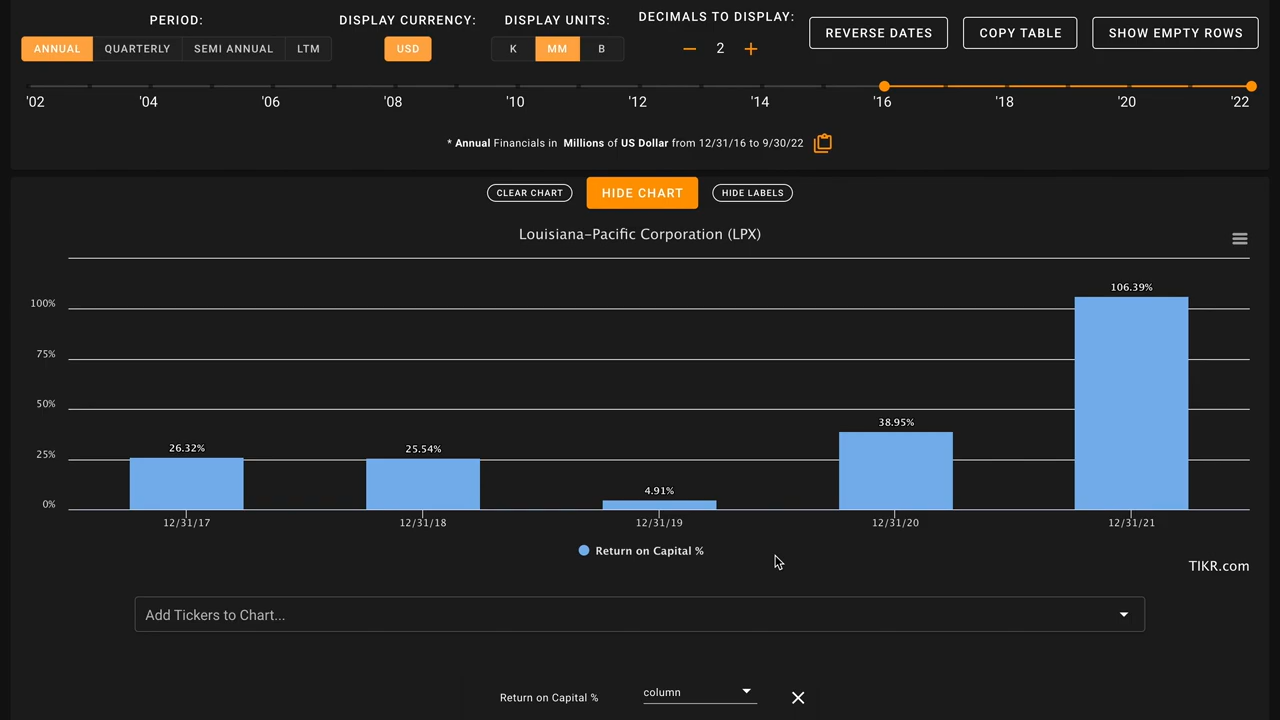 PERIOD: DISPLAY CURRENCY: DISPLAY UNITS: DECIMALS TO DISPLAY:
ANNUAL QUARTERLY SEMI ANNUAL LTM USD K MM B — 2 + REVERSE DATES COPY TABLE SHOW EMPTY ROWS
'02 '04 '06 '08 '10 '12 '14 '16 '18 '20 '22
* Annual Financials in Millions of US Dollar from 12/31/16 to 9/30/22
CLEAR CHART HIDE CHART HIDE LABELS
Louisiana-Pacific Corporation (LPX)
106.39%
100%
75%
50%
38.95%
26.32% 25.54%
25%
4.91%
0%
12/31/17 12/31/18 12/31/19 12/31/20 12/31/21
Return on Capital %
TIKR.com
Add Tickers to Chart...
Return on Capital % column